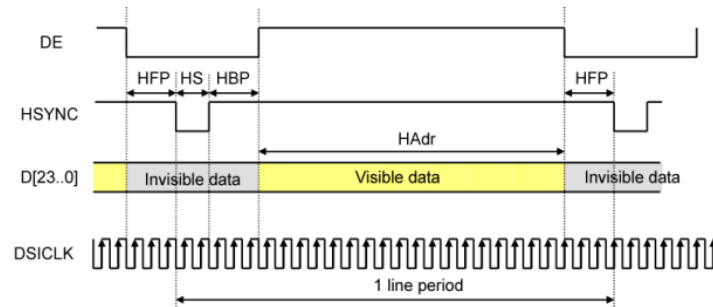 DE
HFP HS HBP HFP
HSYNC
HAdr
D[23..0] Invisible data Visible data Invisible data
DSICLK
1 line period